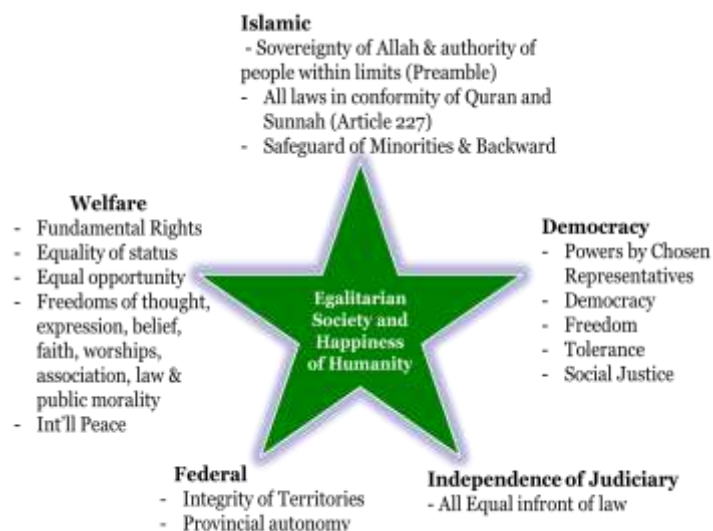 Islamic
- Sovereignty of Allah & authority of
people within limits (Preamble)
- All laws in conformity of Quran and
Sunnah (Article 227)
- Safeguard of Minorities & Backward
Welfare
- Fundamental Rights
- Equality of status
- Equal opportunity
- Freedoms of thought,
expression, belief,
faith, worships,
association, law &
public morality
- Int'll Peace
Egalitarian
Society and
Happiness
of Humanity
Democracy
- Powers by Chosen
Representatives
- Democracy
- Freedom
- Tolerance
- Social Justice
Federal
- Integrity of Territories
- Provincial autonomy
Independence of Judiciary
- All Equal infront of law